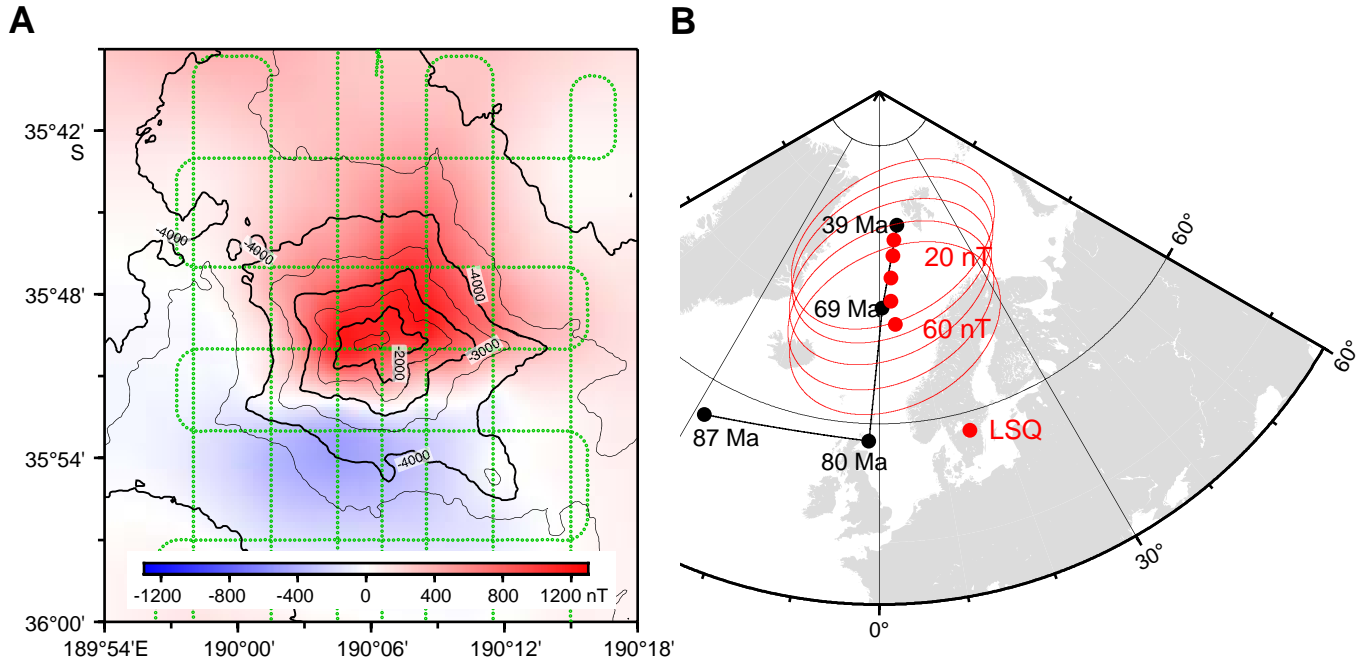 A
B
35°42'
S
35°48'
35°54'
36°00'
-4000
-4000
-4000
-3000
-2000
-4000
-1200 -800 -400 0 400 800 1200 nT
189°54'E 190°00' 190°06' 190°12' 190°18'
39 Ma
20 nT
60°
69 Ma
60 nT
60°
87 Ma
LSQ
80 Ma
30°
0°